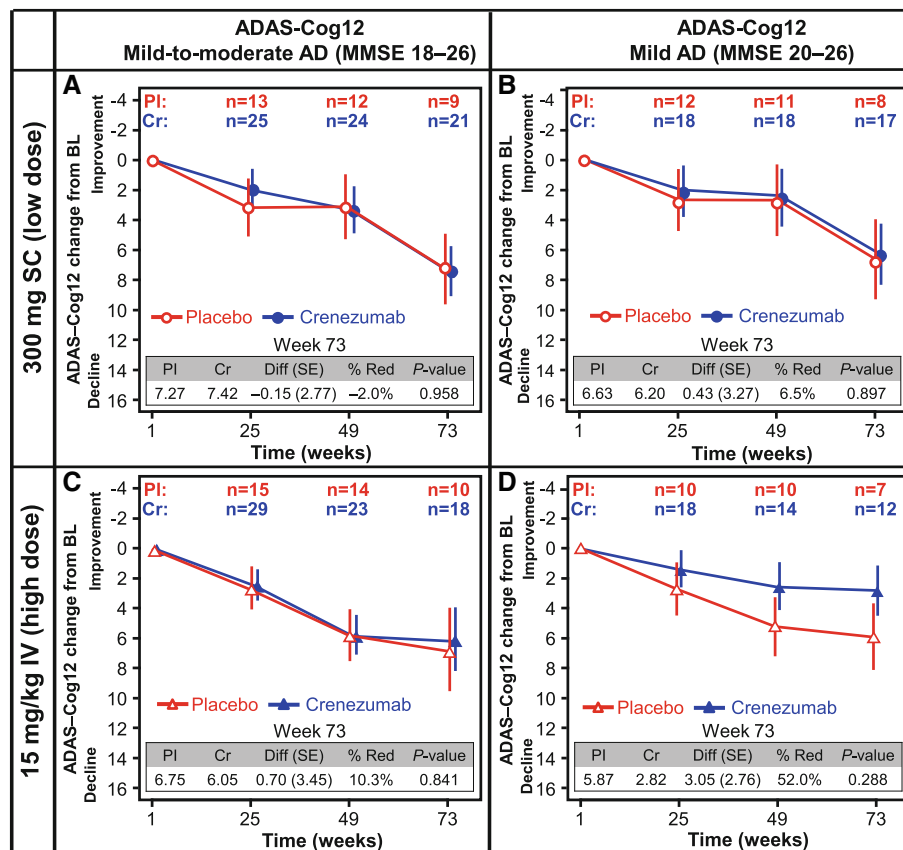 ADAS-Cog12
Mild-to-moderate AD (MMSE 18–26)
ADAS-Cog12
Mild AD (MMSE 20–26)
300 mg SC (low dose)
A
Pl: n=13 n=12 n=9
Cr: n=25 n=24 n=21
ADAS–Cog12 change from BL
Improvement
Decline
-4
-2
0
2
4
6
8
10
12
14
16
Placebo Crenezumab
Week 73
Pl Cr Diff (SE) % Red P-value
7.27 7.42 –0.15 (2.77) –2.0% 0.958
1 25 49 73
Time (weeks)
B
Pl: n=12 n=11 n=8
Cr: n=18 n=18 n=17
ADAS–Cog12 change from BL
Improvement
Decline
-4
-2
0
2
4
6
8
10
12
14
16
Placebo Crenezumab
Week 73
Pl Cr Diff (SE) % Red P-value
6.63 6.20 0.43 (3.27) 6.5% 0.897
1 25 49 73
Time (weeks)
15 mg/kg IV (high dose)
C
Pl: n=15 n=14 n=10
Cr: n=29 n=23 n=18
ADAS–Cog12 change from BL
Improvement
Decline
-4
-2
0
2
4
6
8
10
12
14
16
Placebo Crenezumab
Week 73
Pl Cr Diff (SE) % Red P-value
6.75 6.05 0.70 (3.45) 10.3% 0.841
1 25 49 73
Time (weeks)
D
Pl: n=10 n=10 n=7
Cr: n=18 n=14 n=12
ADAS–Cog12 change from BL
Improvement
Decline
-4
-2
0
2
4
6
8
10
12
14
16
Placebo Crenezumab
Week 73
Pl Cr Diff (SE) % Red P-value
5.87 2.82 3.05 (2.76) 52.0% 0.288
1 25 49 73
Time (weeks)